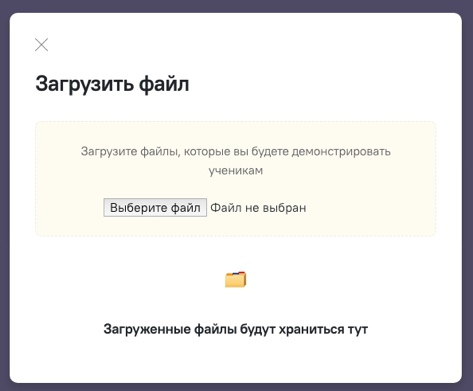 Загрузить файл
Загрузите файлы, которые вы будете демонстрировать
ученикам
Выберите файл Файл не выбран
Загруженные файлы будут храниться тут